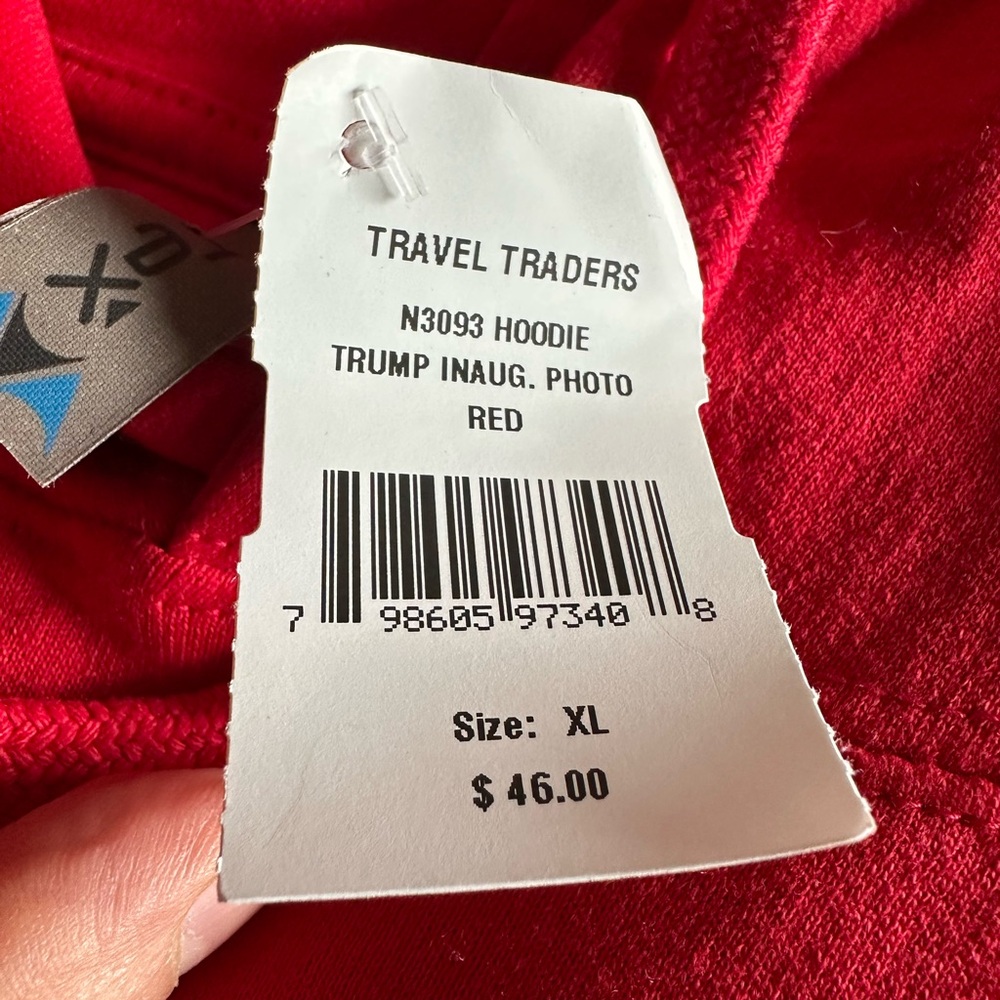 TRAVEL TRADERS
N3093 HOODIE
TRUMP INAUG. PHOTO
RED
7 98605 97340 8
Size: XL
$ 46.00